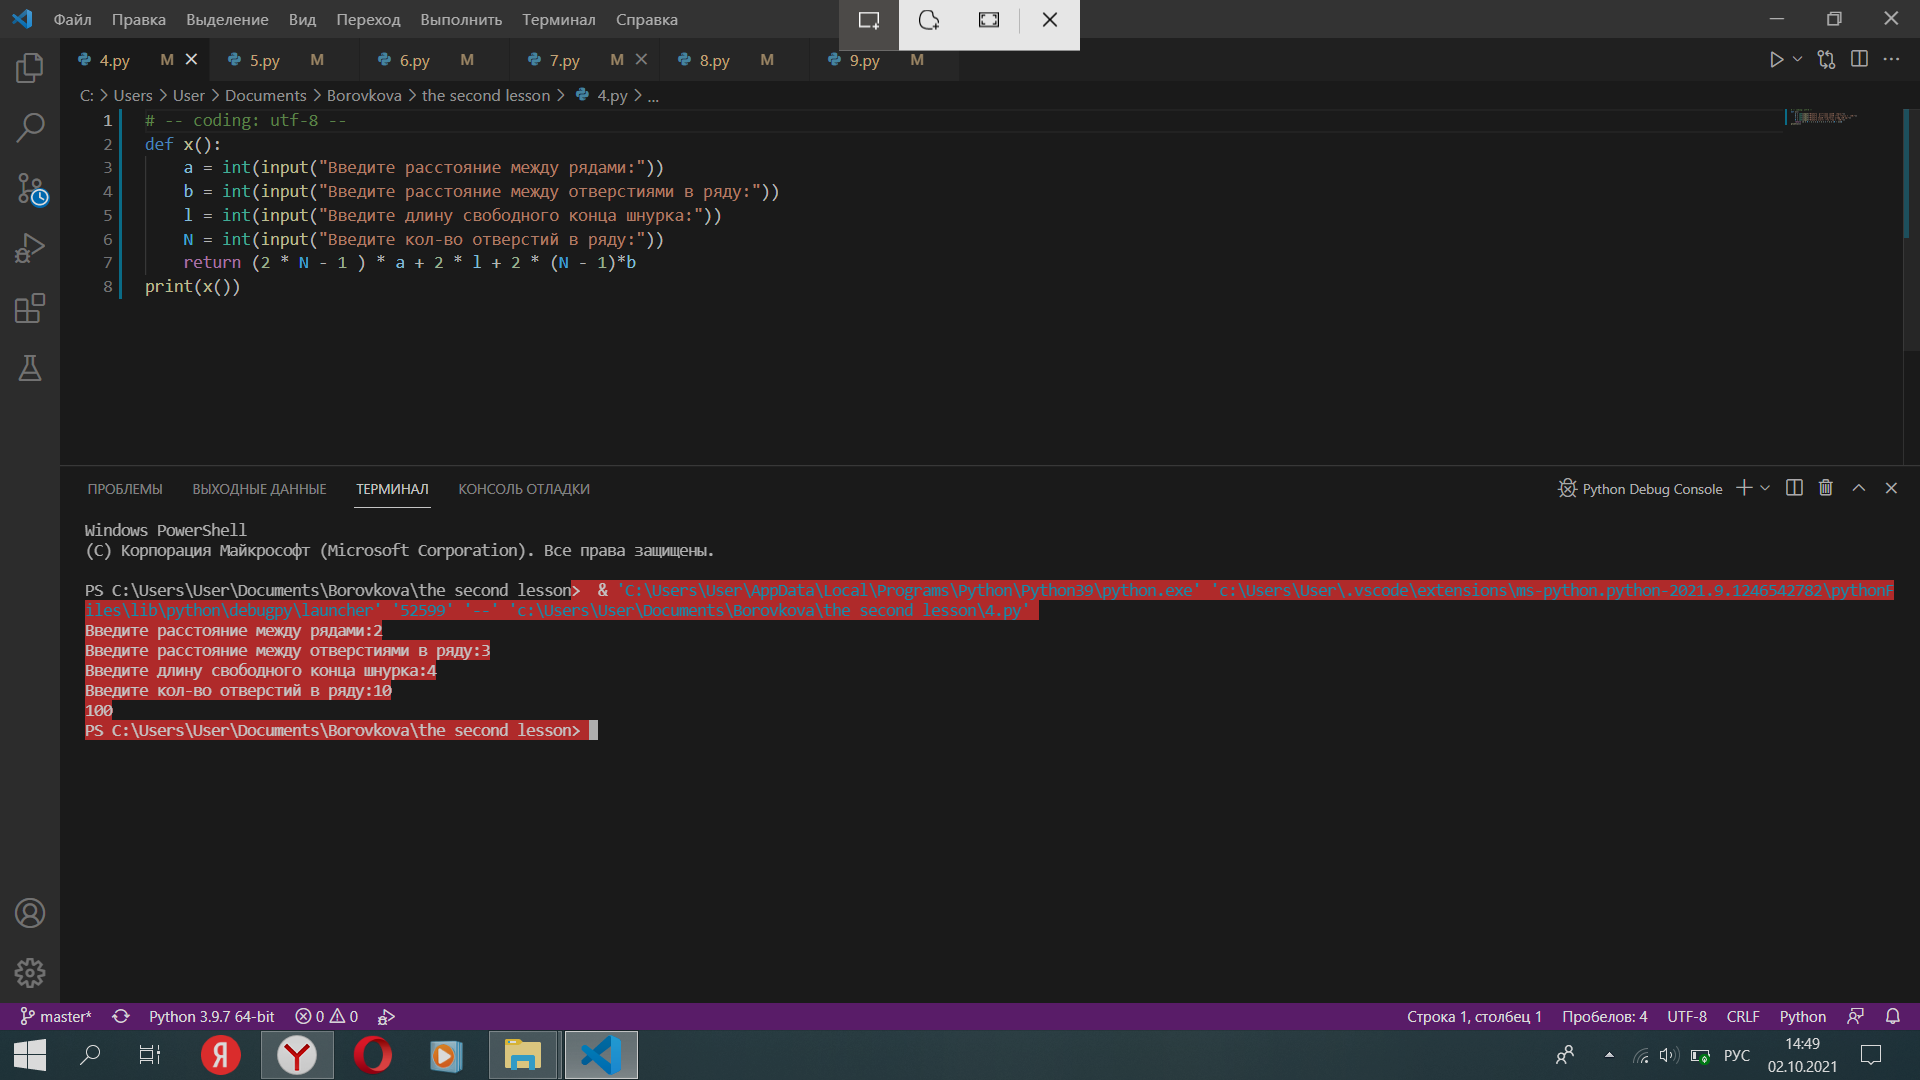 Файл Правка Выделение Вид Переход Выполнить Терминал Справка
4.py M 5.py M 6.py M 7.py M 8.py M 9.py M
C: > Users > User > Documents > Borovkova > the second lesson > 4.py > ...
1 # -- coding: utf-8 --
2 def x():
3 a = int(input("Введите расстояние между рядами:"))
4 b = int(input("Введите расстояние между отверстиями в ряду:"))
5 l = int(input("Введите длину свободного конца шнурка:"))
6 N = int(input("Введите кол-во отверстий в ряду:"))
7 return (2 * N - 1 ) * a + 2 * l + 2 * (N - 1)*b
8 print(x())
ПРОБЛЕМЫ ВЫХОДНЫЕ ДАННЫЕ ТЕРМИНАЛ КОНСОЛЬ ОТЛАДКИ Python Debug Console
Windows PowerShell
(C) Корпорация Майкрософт (Microsoft Corporation). Все права защищены.
PS C:\Users\User\Documents\Borovkova\the second lesson>  & 'C:\Users\User\AppData\Local\Programs\Python\Python39\python.exe' 'c:\Users\User\.vscode\extensions\ms-python.python-2021.9.1246542782\pythonF
iles\lib\python\debugpy\launcher' '52599' '--' 'c:\Users\User\Documents\Borovkova\the second lesson\4.py'
Введите расстояние между рядами:2
Введите расстояние между отверстиями в ряду:3
Введите длину свободного конца шнурка:4
Введите кол-во отверстий в ряду:10
100
PS C:\Users\User\Documents\Borovkova\the second lesson>
master* Python 3.9.7 64-bit 0 0 Строка 1, столбец 1 Пробелов: 4 UTF-8 CRLF Python
Я Y РУС 14:49
02.10.2021